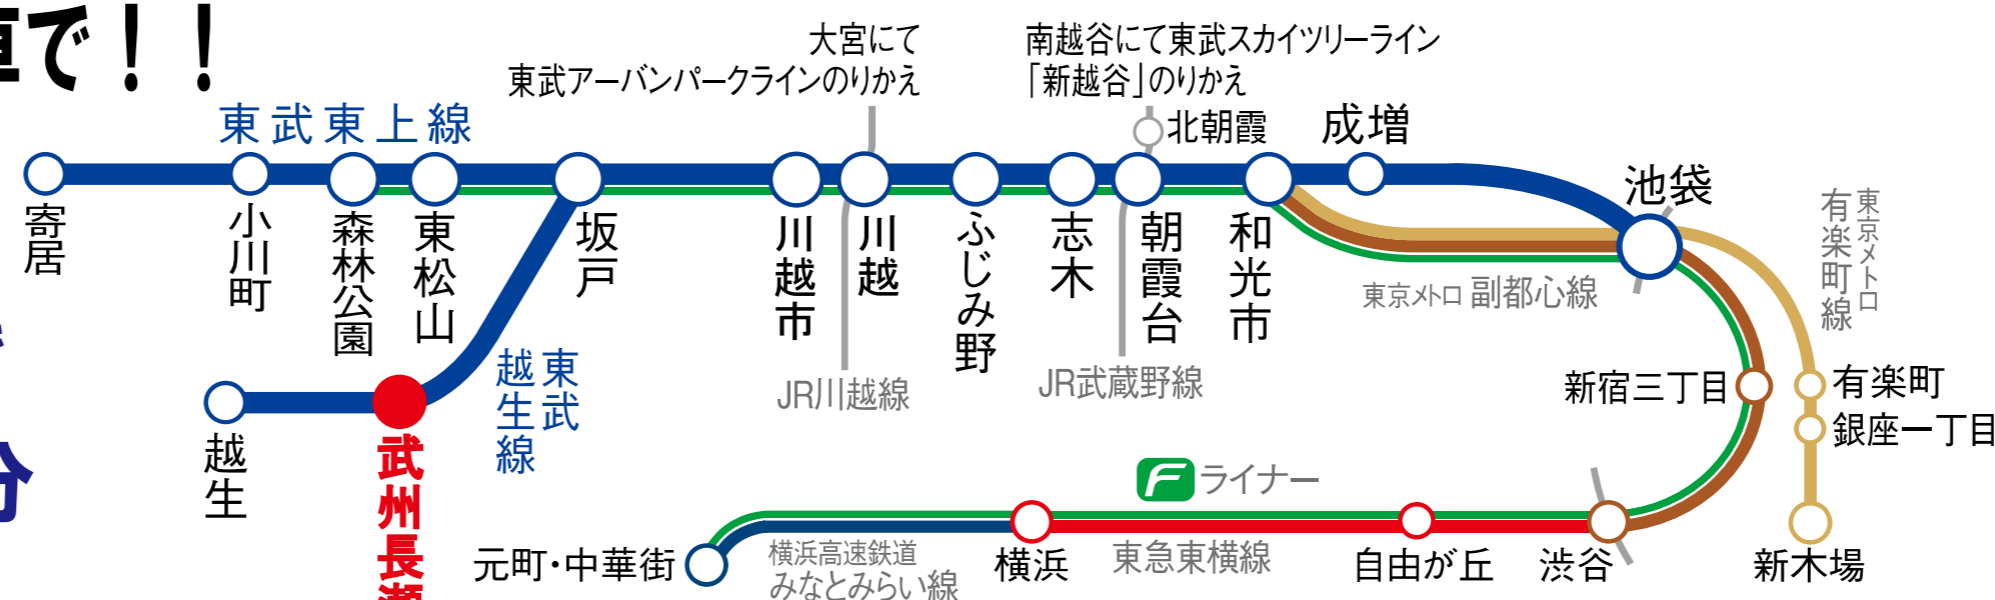 で！！
大宮にて
東武アーバンパークラインのりかえ
南越谷にて東武スカイツリーライン
「新越谷」のりかえ
東武東上線
北朝霞
成増
池袋
寄居
小川町
森林公園
東松山
坂戸
川越市
川越
ふじみ野
志木
朝霞台
和光市
東京メトロ 副都心線
東京メトロ
有楽町線
東武
越生線
JR川越線
JR武蔵野線
新宿三丁目
有楽町
銀座一丁目
越生
武州長瀬
分
F ライナー
元町・中華街
横浜高速鉄道
みなとみらい線
横浜
東急東横線
自由が丘
渋谷
新木場